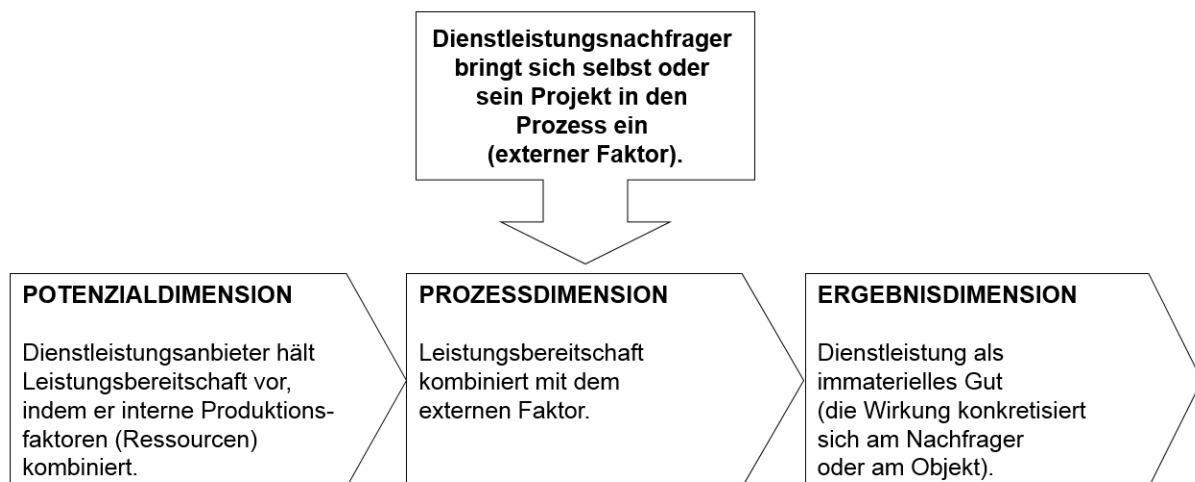 Dienstleistungsnachfrager
bringt sich selbst oder
sein Projekt in den
Prozess ein
(externer Faktor).
POTENZIALDIMENSION
Dienstleistungsanbieter hält
Leistungsbereitschaft vor,
indem er interne Produktions-
faktoren (Ressourcen)
kombiniert.
PROZESSDIMENSION
Leistungsbereitschaft
kombiniert mit dem
externen Faktor.
ERGEBNISDIMENSION
Dienstleistung als
immaterielles Gut
(die Wirkung konkretisiert
sich am Nachfrager
oder am Objekt).